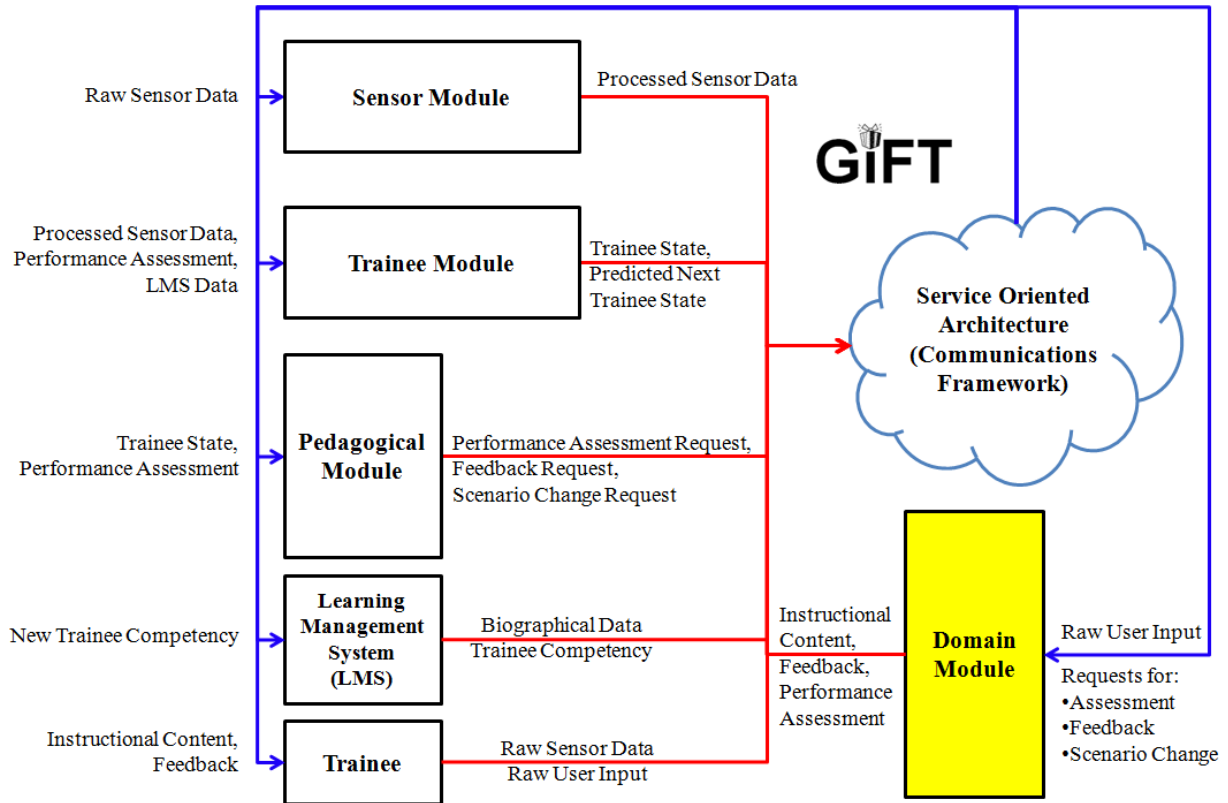 Raw Sensor Data
Sensor Module
Processed Sensor Data
GiFT
Processed Sensor Data,
Performance Assessment,
LMS Data
Trainee Module
Trainee State,
Predicted Next
Trainee State
Service Oriented
Architecture
(Communications
Framework)
Trainee State,
Performance Assessment
Pedagogical
Module
Performance Assessment Request,
Feedback Request,
Scenario Change Request
New Trainee Competency
Learning
Management
System
(LMS)
Biographical Data
Trainee Competency
Instructional
Content,
Feedback,
Performance
Assessment
Domain
Module
Raw User Input
Requests for:
•Assessment
•Feedback
•Scenario Change
Instructional Content,
Feedback
Trainee
Raw Sensor Data
Raw User Input